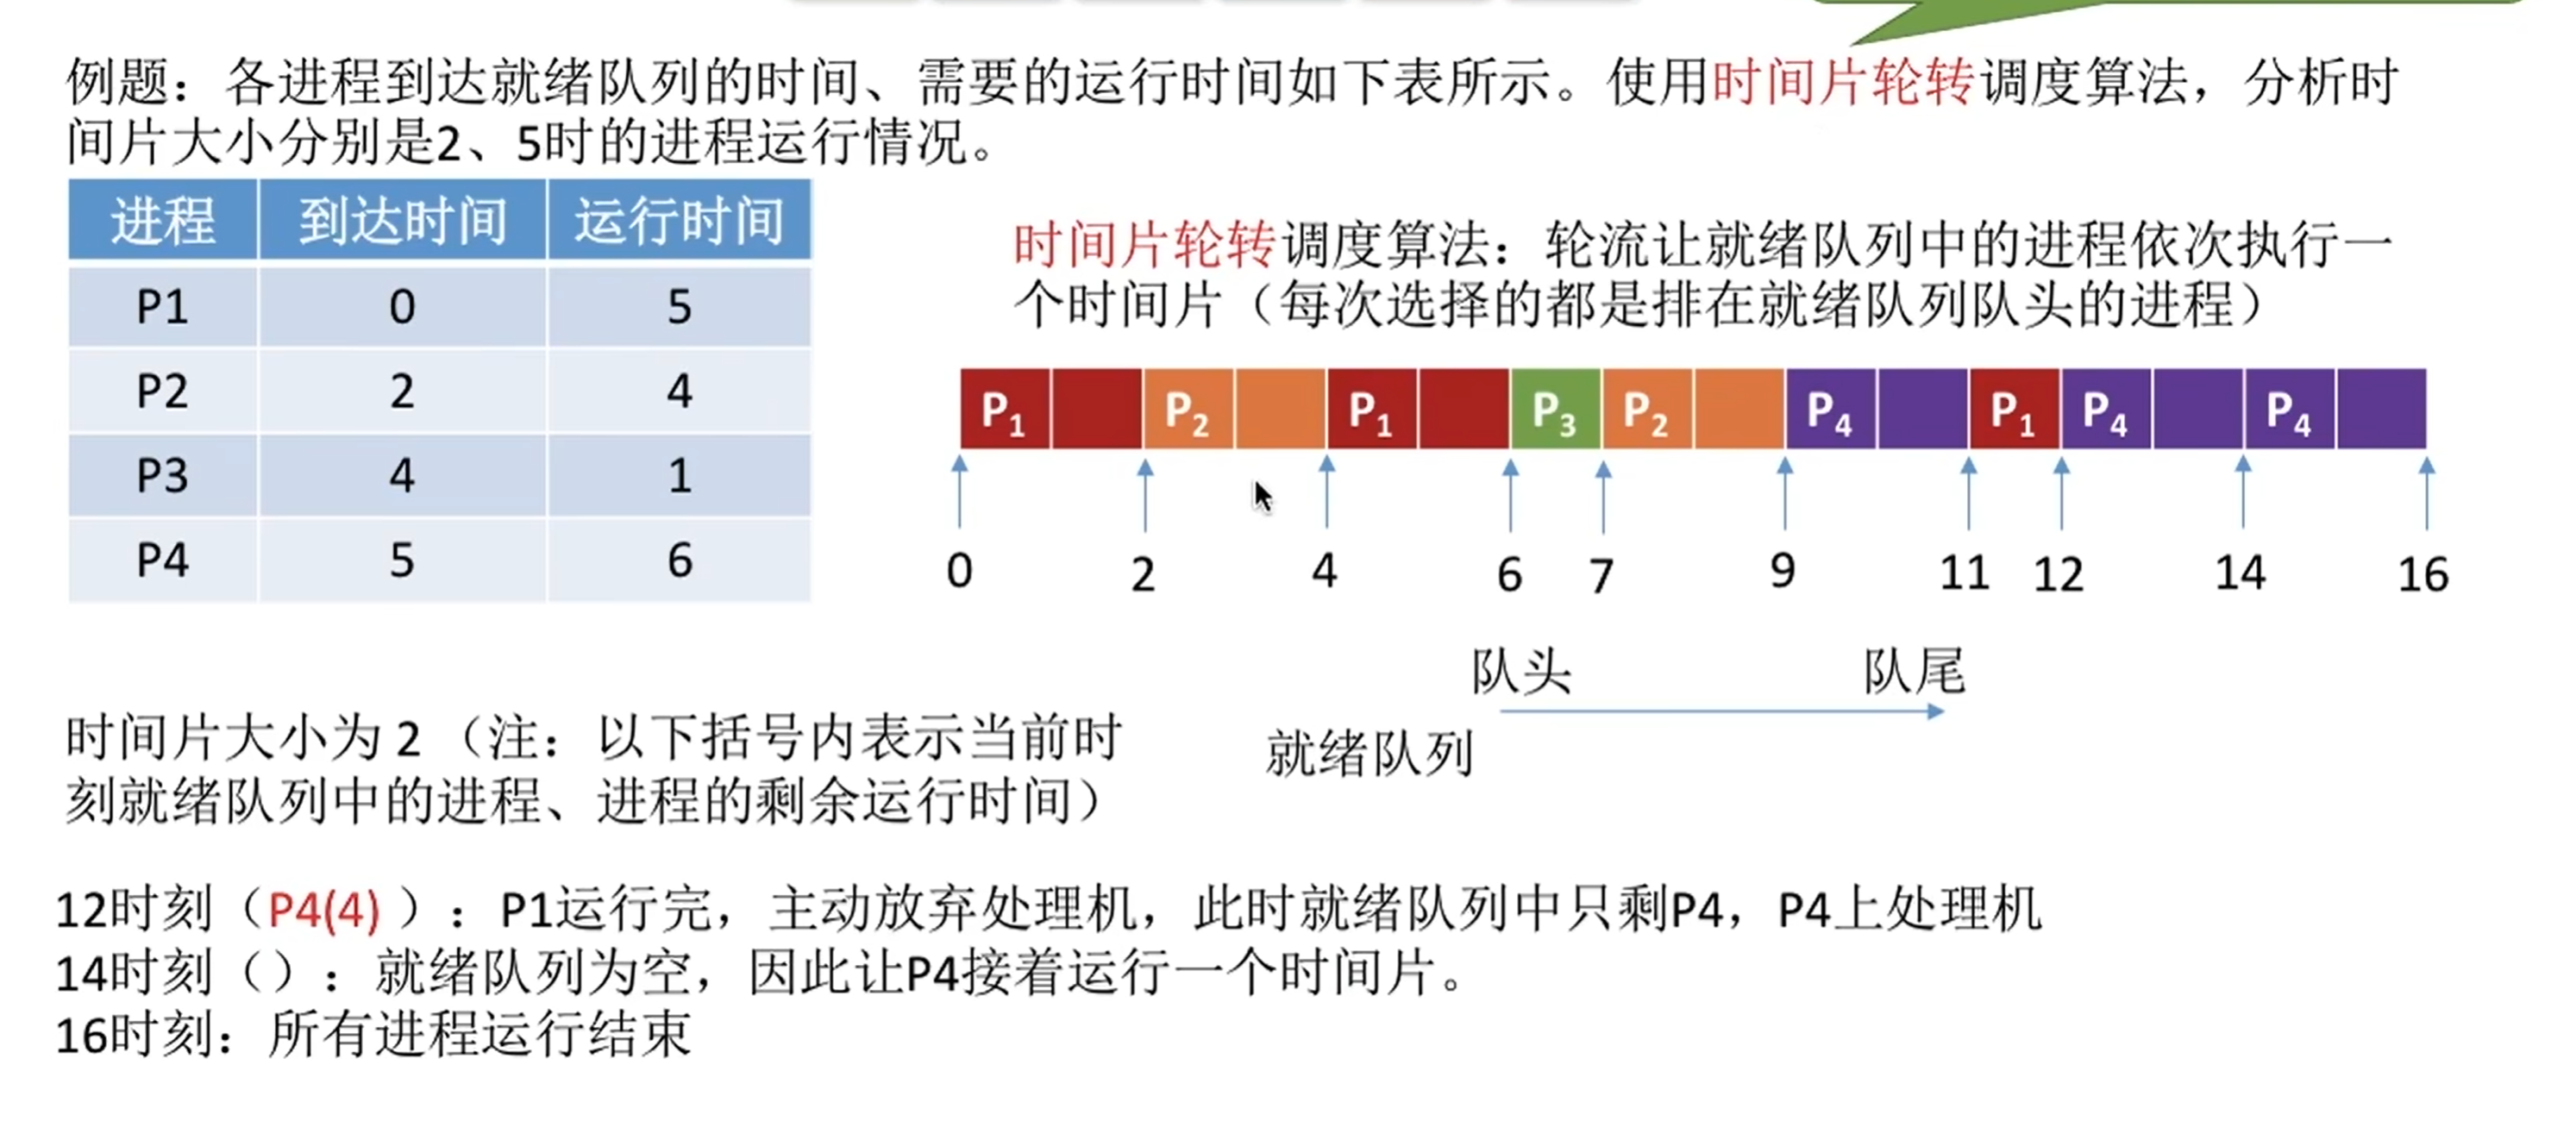 例题：各进程到达就绪队列的时间、需要的运行时间如下表所示。使用时间片轮转调度算法，分析时
间片大小分别是2、5时的进程运行情况。
进程 到达时间 运行时间
P1 0 5
P2 2 4
P3 4 1
P4 5 6
时间片轮转调度算法：轮流让就绪队列中的进程依次执行一
个时间片（每次选择的都是排在就绪队列队头的进程）
P1 P2 P1 P3 P2 P4 P1 P4 P4
0 2 4 6 7 9 11 12 14 16
队头 队尾
就绪队列
时间片大小为 2 （注：以下括号内表示当前时
刻就绪队列中的进程、进程的剩余运行时间）
12时刻（P4(4) ）：P1运行完，主动放弃处理机，此时就绪队列中只剩P4，P4上处理机
14时刻（）：就绪队列为空，因此让P4接着运行一个时间片。
16时刻：所有进程运行结束